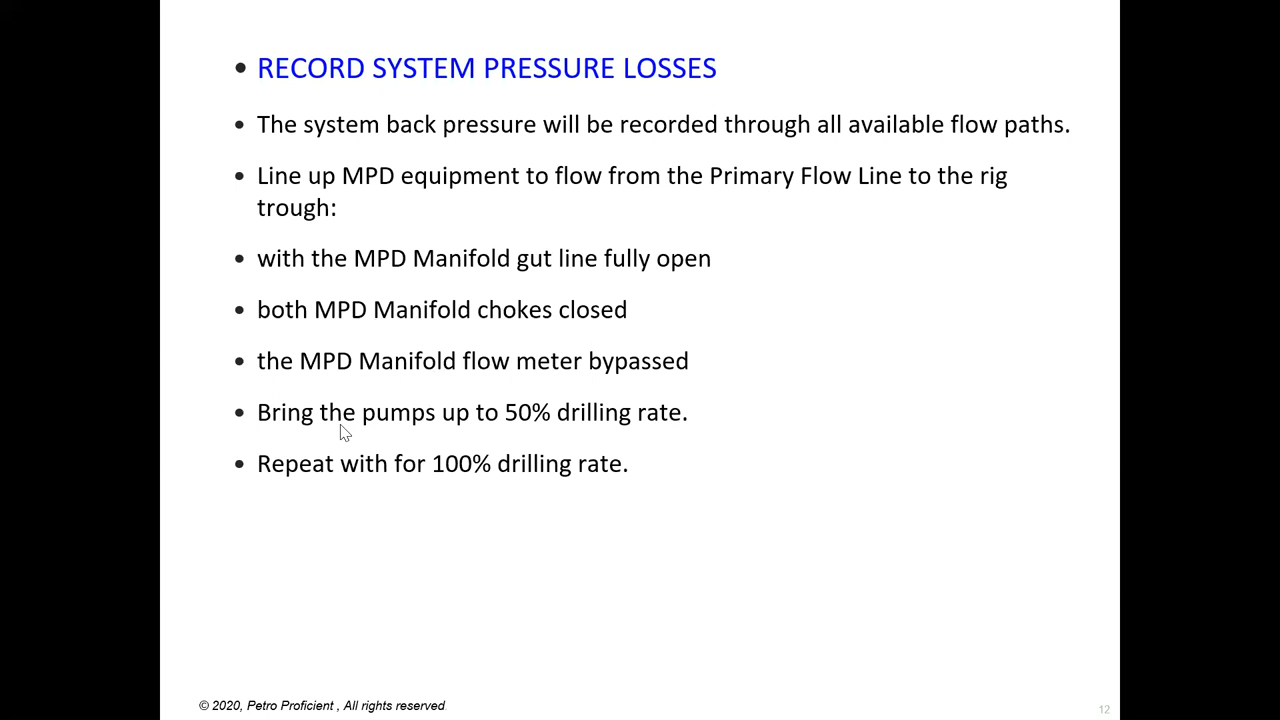 • RECORD SYSTEM PRESSURE LOSSES
• The system back pressure will be recorded through all available flow paths.
• Line up MPD equipment to flow from the Primary Flow Line to the rig
trough:
• with the MPD Manifold gut line fully open
• both MPD Manifold chokes closed
• the MPD Manifold flow meter bypassed
• Bring the pumps up to 50% drilling rate.
• Repeat with for 100% drilling rate.
© 2020, Petro Proficient , All rights reserved
12